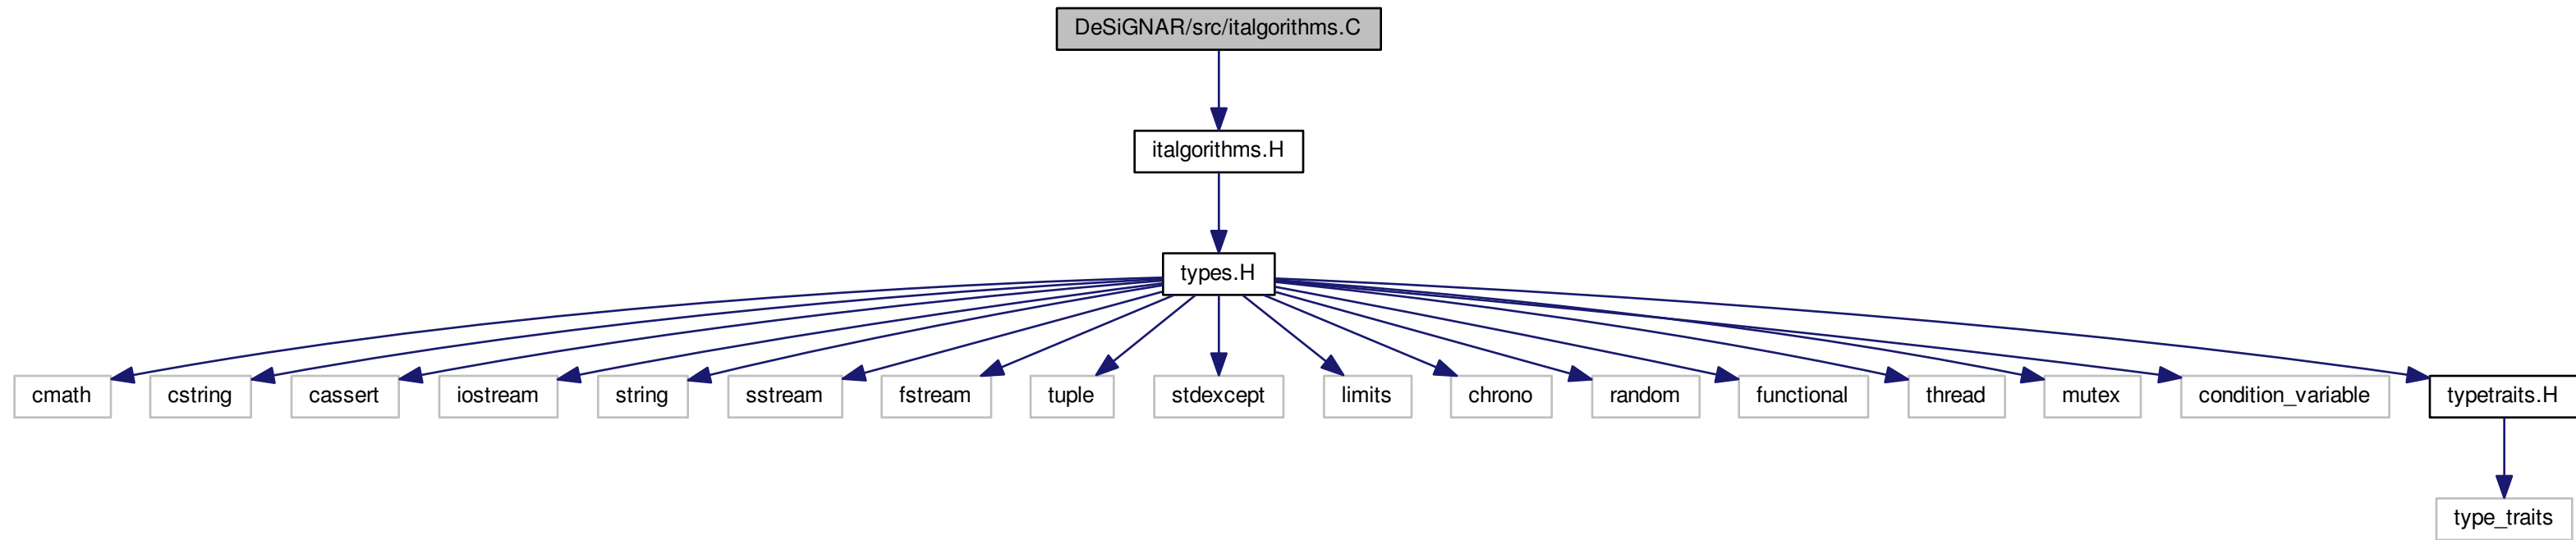 DeSiGNAR/src/italgorithms.C
italgorithms.H
types.H
cmath
cstring
cassert
iostream
string
sstream
fstream
tuple
stdexcept
limits
chrono
random
functional
thread
mutex
condition_variable
typetraits.H
type_traits